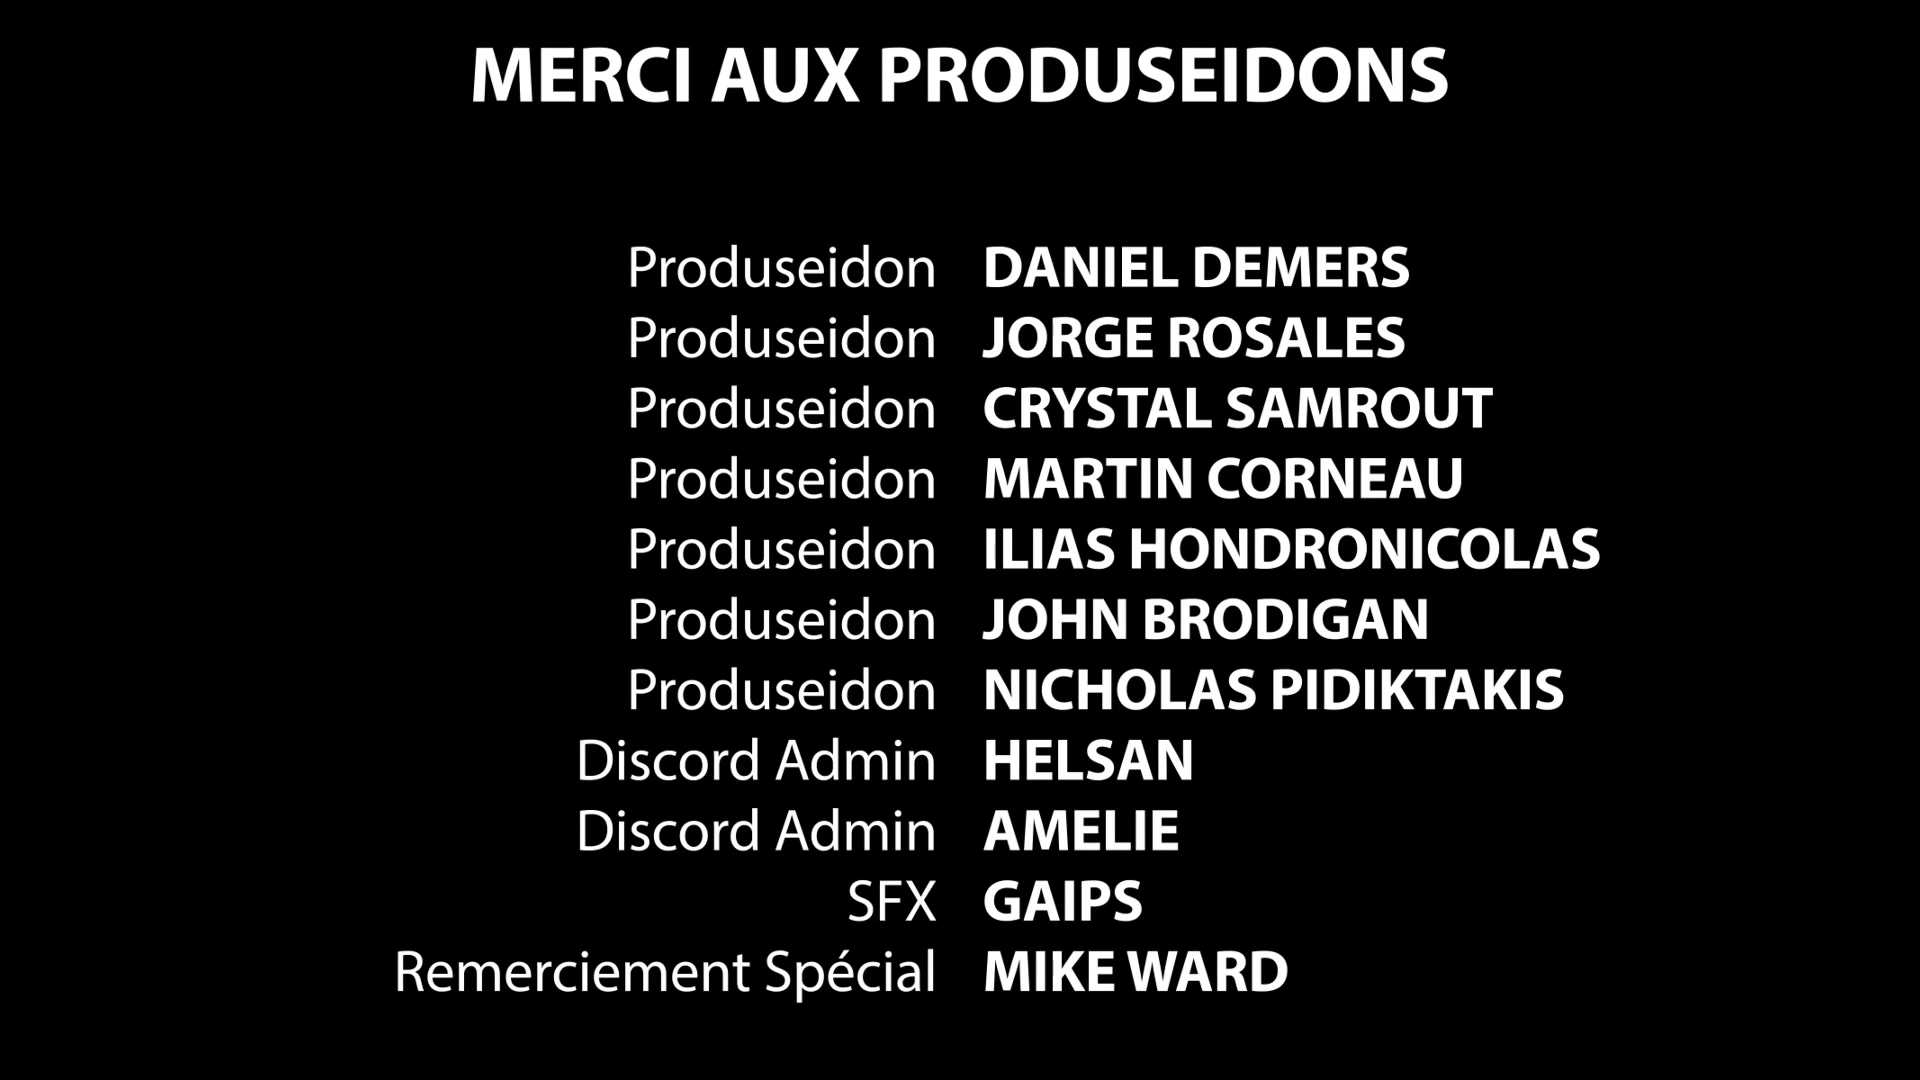 MERCI AUX PRODUSEIDONS
Produseidon DANIEL DEMERS
Produseidon JORGE ROSALES
Produseidon CRYSTAL SAMROUT
Produseidon MARTIN CORNEAU
Produseidon ILIAS HONDRONICOLAS
Produseidon JOHN BRODIGAN
Produseidon NICHOLAS PIDIKTAKIS
Discord Admin HELSAN
Discord Admin AMELIE
SFX GAIPS
Remerciement Spécial MIKE WARD